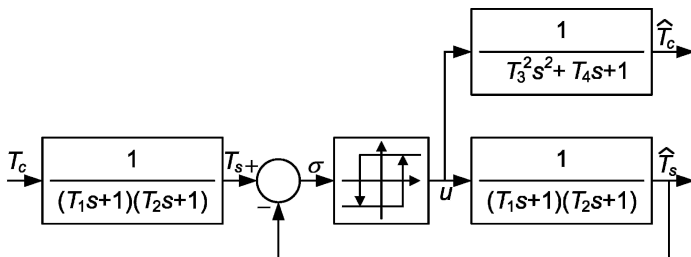 1
T₃²s²+ T₄s+1
T̂c
Tc
1
(T₁s+1)(T₂s+1)
Ts+
−
σ
u
1
(T₁s+1)(T₂s+1)
T̂s